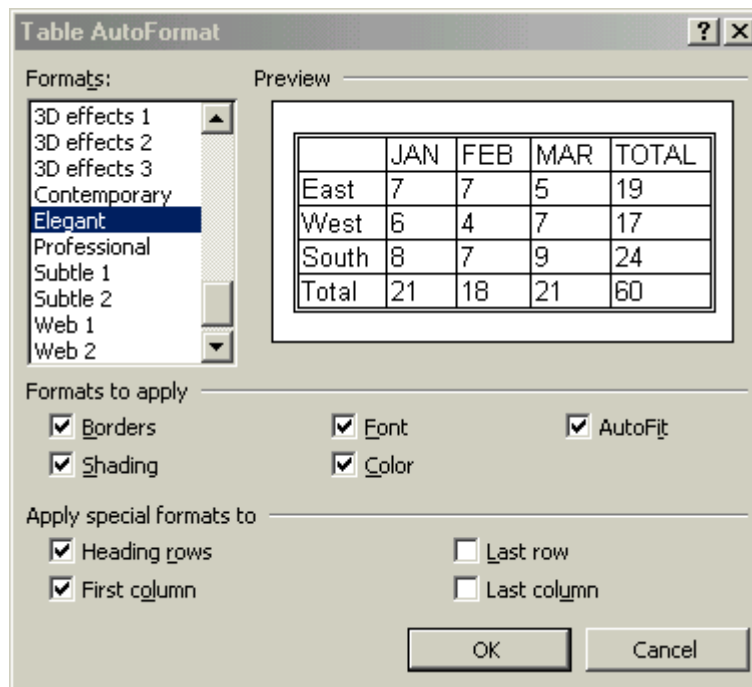 Table AutoFormat
Formats:
Preview
3D effects 1
3D effects 2
3D effects 3
Contemporary
Elegant
Professional
Subtle 1
Subtle 2
Web 1
Web 2
JAN FEB MAR TOTAL
East 7 7 5 19
West 6 4 7 17
South 8 7 9 24
Total 21 18 21 60
Formats to apply
Borders Font AutoFit
Shading Color
Apply special formats to
Heading rows Last row
First column Last column
OK Cancel